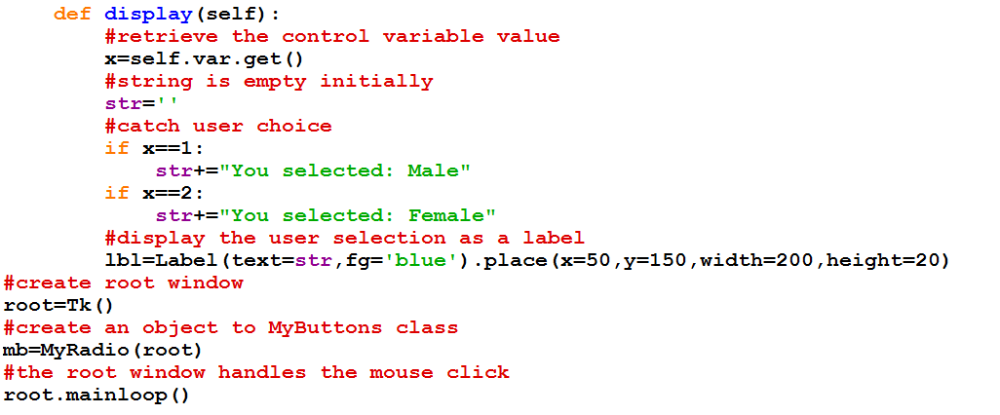 def display(self):
        #retrieve the control variable value
        x=self.var.get()
        #string is empty initially
        str=''
        #catch user choice
        if x==1:
            str+="You selected: Male"
        if x==2:
            str+="You selected: Female"
        #display the user selection as a label
        lbl=Label(text=str,fg='blue').place(x=50,y=150,width=200,height=20)
#create root window
root=Tk()
#create an object to MyButtons class
mb=MyRadio(root)
#the root window handles the mouse click
root.mainloop()